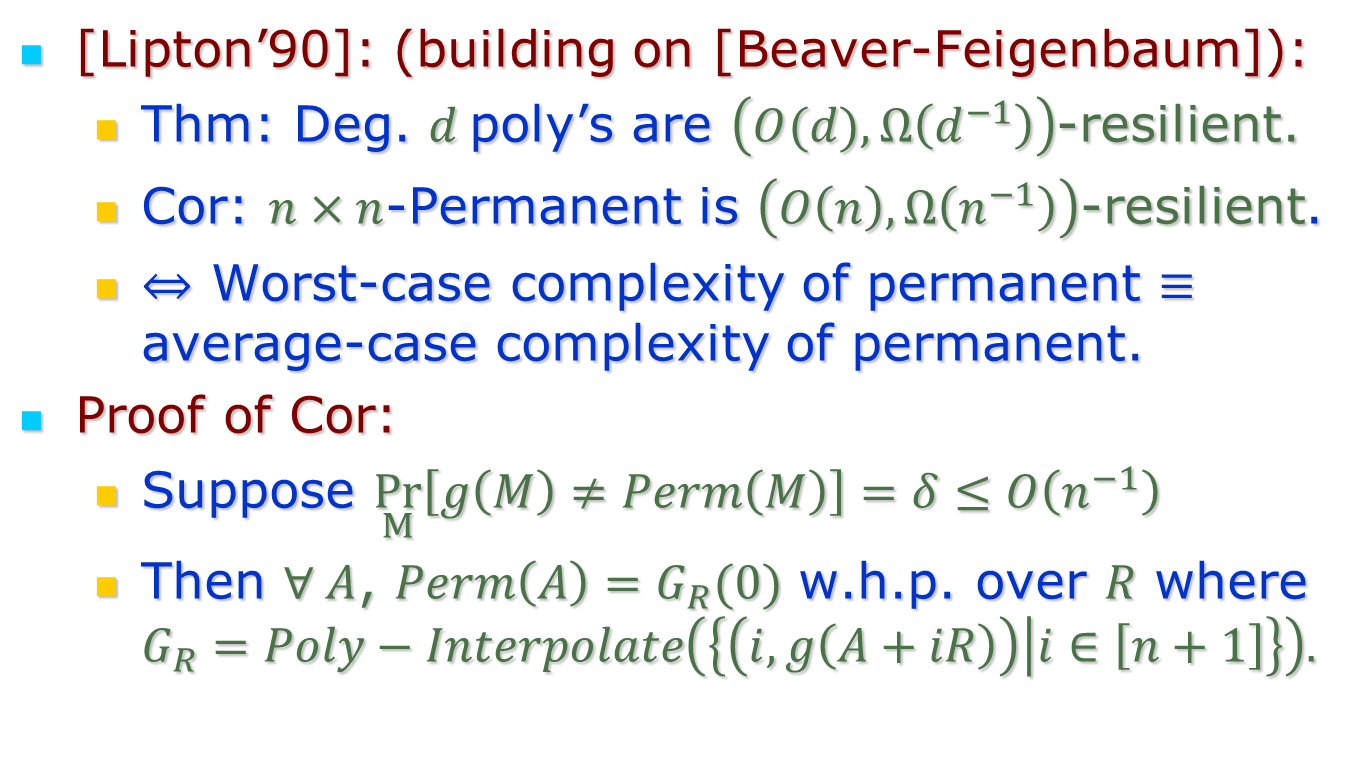 [Lipton’90]: (building on [Beaver-Feigenbaum]):
Thm: Deg. 𝑑 poly’s are (𝑂(𝑑), Ω(𝑑⁻¹))-resilient.
Cor: 𝑛 × 𝑛-Permanent is (𝑂(𝑛), Ω(𝑛⁻¹))-resilient.
⇔ Worst-case complexity of permanent ≡
average-case complexity of permanent.
Proof of Cor:
Suppose Pr_M[𝑔(𝑀) ≠ 𝑃𝑒𝑟𝑚(𝑀)] = 𝛿 ≤ 𝑂(𝑛⁻¹)
Then ∀ 𝐴, 𝑃𝑒𝑟𝑚(𝐴) = 𝐺_𝑅(0) w.h.p. over 𝑅 where
𝐺_𝑅 = 𝑃𝑜𝑙𝑦 − 𝐼𝑛𝑡𝑒𝑟𝑝𝑜𝑙𝑎𝑡𝑒({(𝑖, 𝑔(𝐴 + 𝑖𝑅))|𝑖 ∈ [𝑛 + 1]}).